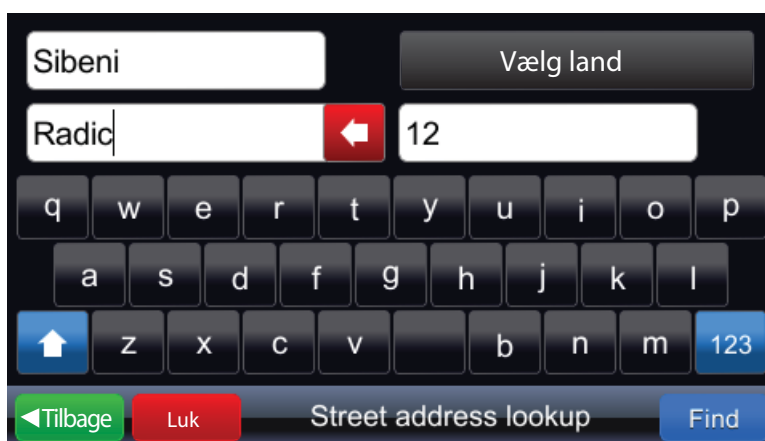 Sibeni Vælg land
Radic 12
q w e r t y u i o p
a s d f g h j k l
z x c v b n m 123
Tilbage Luk Street address lookup Find